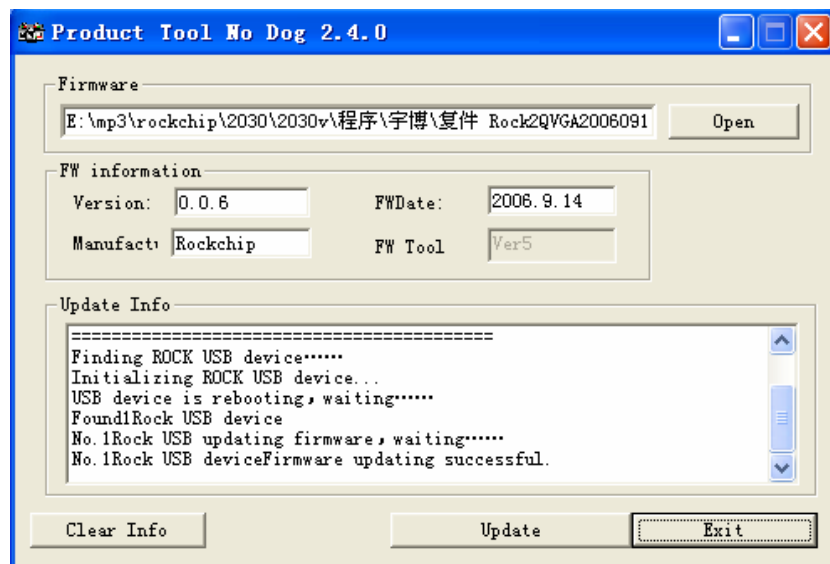 Product Tool No Dog 2.4.0
Firmware
E:\mp3\rockchip\2030\2030v\程序\宇博\复件 Rock2QVGA2006091
Open
FW information
Version: 0.0.6 FWDate: 2006.9.14
Manufact Rockchip FW Tool Ver5
Update Info
==========================================
Finding ROCK USB device……
Initializing ROCK USB device...
USB device is rebooting，waiting……
Found1Rock USB device
No.1Rock USB updating firmware，waiting……
No.1Rock USB deviceFirmware updating successful.
Clear Info Update Exit